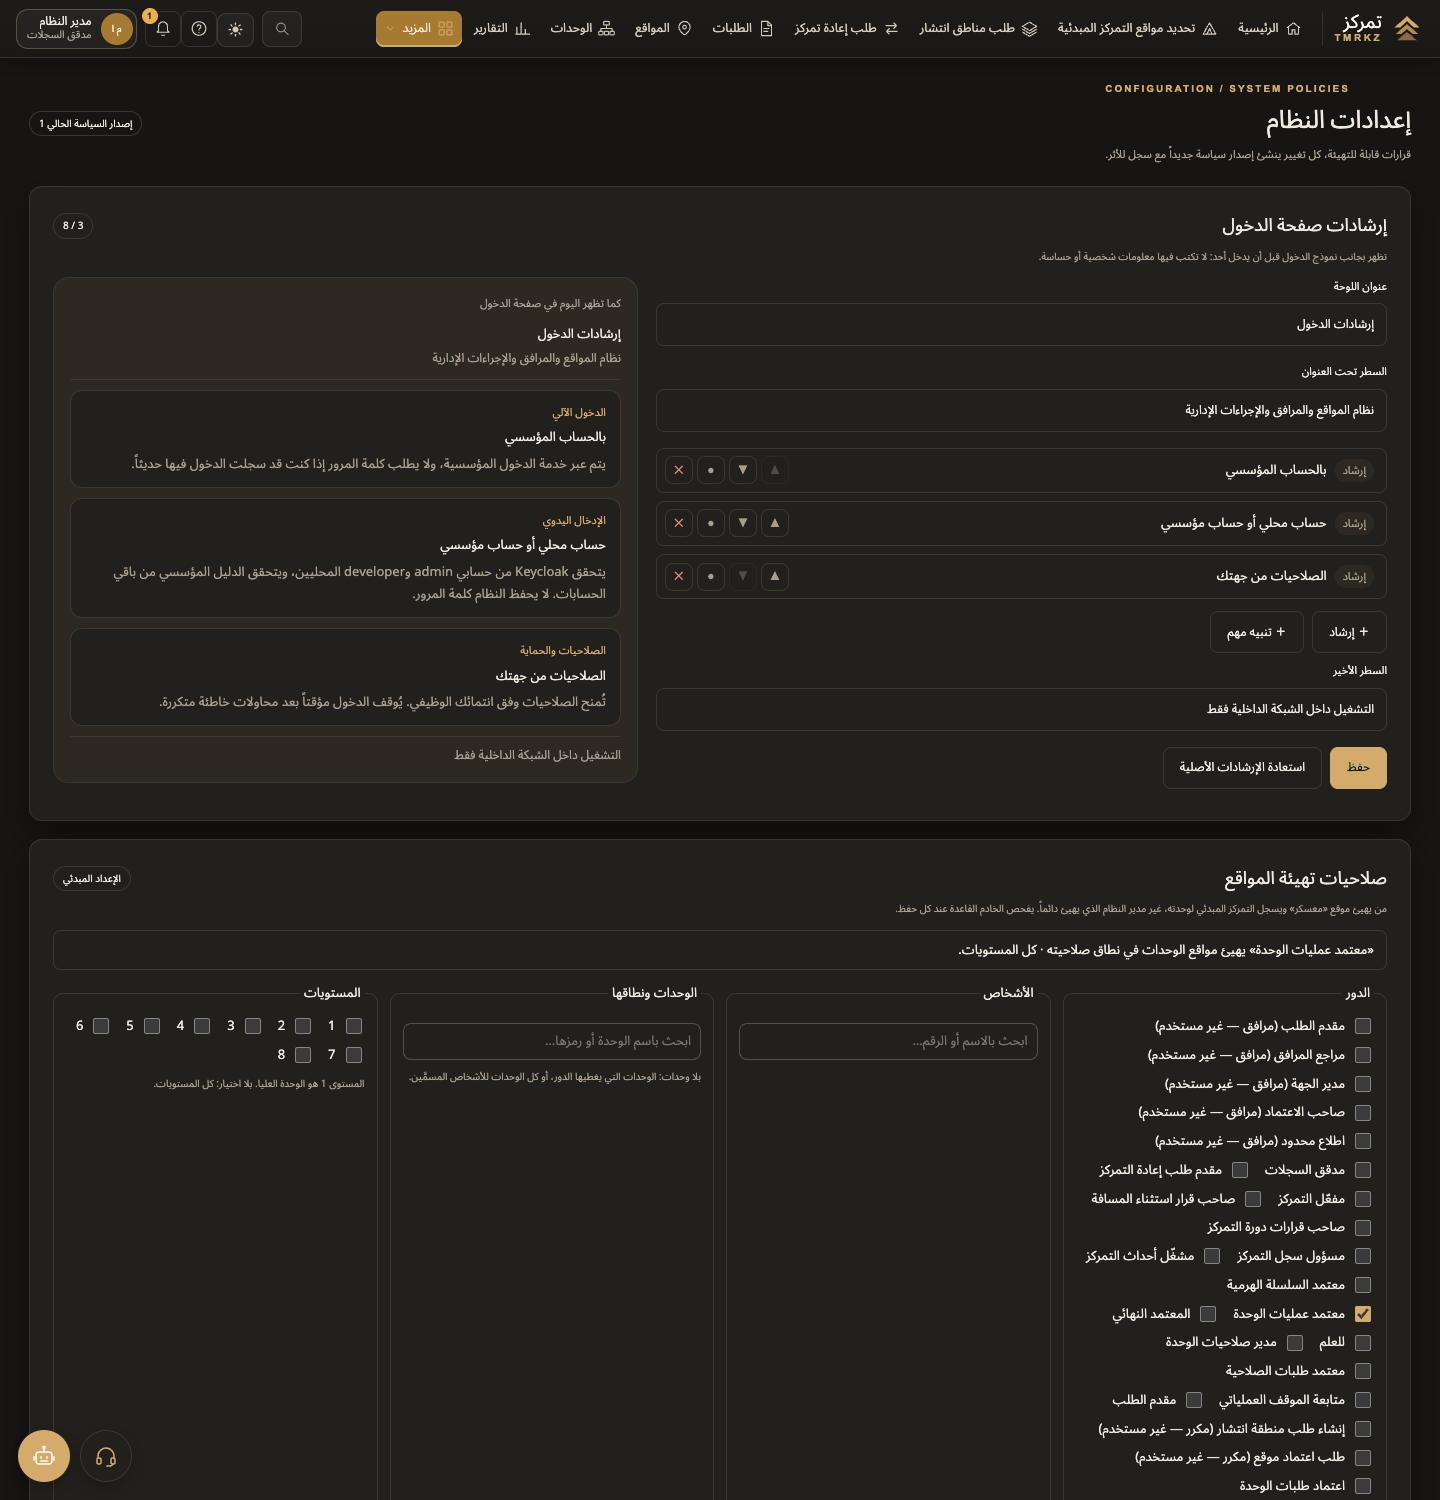 تمركز
TMRKZ
الرئيسية
تحديد مواقع التمركز المبدئية
طلب مناطق انتشار
طلب إعادة تمركز
الطلبات
المواقع
الوحدات
التقارير
المزيد
1
م ا
مدير النظام
مدقق السجلات
CONFIGURATION / SYSTEM POLICIES
إعدادات النظام
قرارات قابلة للتهيئة، كل تغيير ينشئ إصدار سياسة جديداً مع سجل للأثر.
إصدار السياسة الحالي 1
إرشادات صفحة الدخول
8 / 3
تظهر بجانب نموذج الدخول قبل أن يدخل أحد: لا تكتب فيها معلومات شخصية أو حساسة.
عنوان اللوحة
إرشادات الدخول
السطر تحت العنوان
نظام المواقع والمرافق والإجراءات الإدارية
إرشاد بالحساب المؤسسي
إرشاد حساب محلي أو حساب مؤسسي
إرشاد الصلاحيات من جهتك
+ إرشاد
+ تنبيه مهم
السطر الأخير
التشغيل داخل الشبكة الداخلية فقط
حفظ
استعادة الإرشادات الأصلية
كما تظهر اليوم في صفحة الدخول
إرشادات الدخول
نظام المواقع والمرافق والإجراءات الإدارية
الدخول الآلي
بالحساب المؤسسي
يتم عبر خدمة الدخول المؤسسية، ولا يطلب كلمة المرور إذا كنت قد سجلت الدخول فيها حديثاً.
الإدخال اليدوي
حساب محلي أو حساب مؤسسي
يتحقق Keycloak من حسابي admin وdeveloper المحليين، ويتحقق الدليل المؤسسي من باقي
الحسابات. لا يحفظ النظام كلمة المرور.
الصلاحيات والحماية
الصلاحيات من جهتك
تُمنح الصلاحيات وفق انتمائك الوظيفي. يُوقف الدخول مؤقتاً بعد محاولات خاطئة متكررة.
التشغيل داخل الشبكة الداخلية فقط
صلاحيات تهيئة المواقع
الإعداد المبدئي
من يهيئ موقع «معسكر» ويسجل التمركز المبدئي لوحدته، غير مدير النظام الذي يهيئ دائماً. يفحص الخادم القاعدة عند كل حفظ.
«معتمد عمليات الوحدة» يهيئ مواقع الوحدات في نطاق صلاحيته · كل المستويات.
الدور
مقدم الطلب (مرافق — غير مستخدم)
مراجع المرافق (مرافق — غير مستخدم)
مدير الجهة (مرافق — غير مستخدم)
صاحب الاعتماد (مرافق — غير مستخدم)
اطلاع محدود (مرافق — غير مستخدم)
مدقق السجلات مقدم طلب إعادة التمركز
مفعّل التمركز صاحب قرار استثناء المسافة
صاحب قرارات دورة التمركز
مسؤول سجل التمركز مشغّل أحداث التمركز
معتمد السلسلة الهرمية
معتمد عمليات الوحدة المعتمد النهائي
للعلم مدير صلاحيات الوحدة
معتمد طلبات الصلاحية
متابعة الموقف العملياتي مقدم الطلب
إنشاء طلب منطقة انتشار (مكرر — غير مستخدم)
طلب اعتماد موقع (مكرر — غير مستخدم)
اعتماد طلبات الوحدة
الأشخاص
ابحث بالاسم أو الرقم...
الوحدات ونطاقها
ابحث باسم الوحدة أو رمزها...
بلا وحدات: الوحدات التي يغطيها الدور، أو كل الوحدات للأشخاص المسمَّين.
المستويات
1 2 3 4 5 6
7 8
المستوى 1 هو الوحدة العليا. بلا اختيار: كل المستويات.